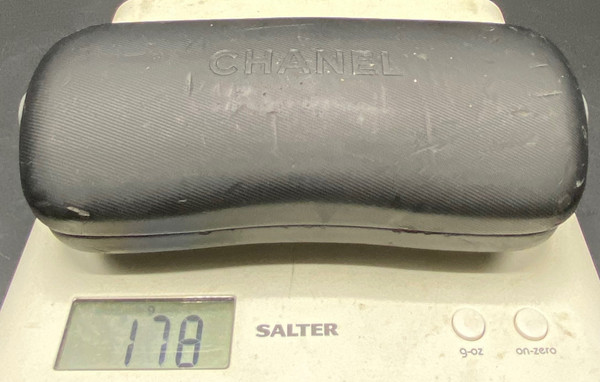 CHANEL
g
178
SALTER
g-oz
on-zero